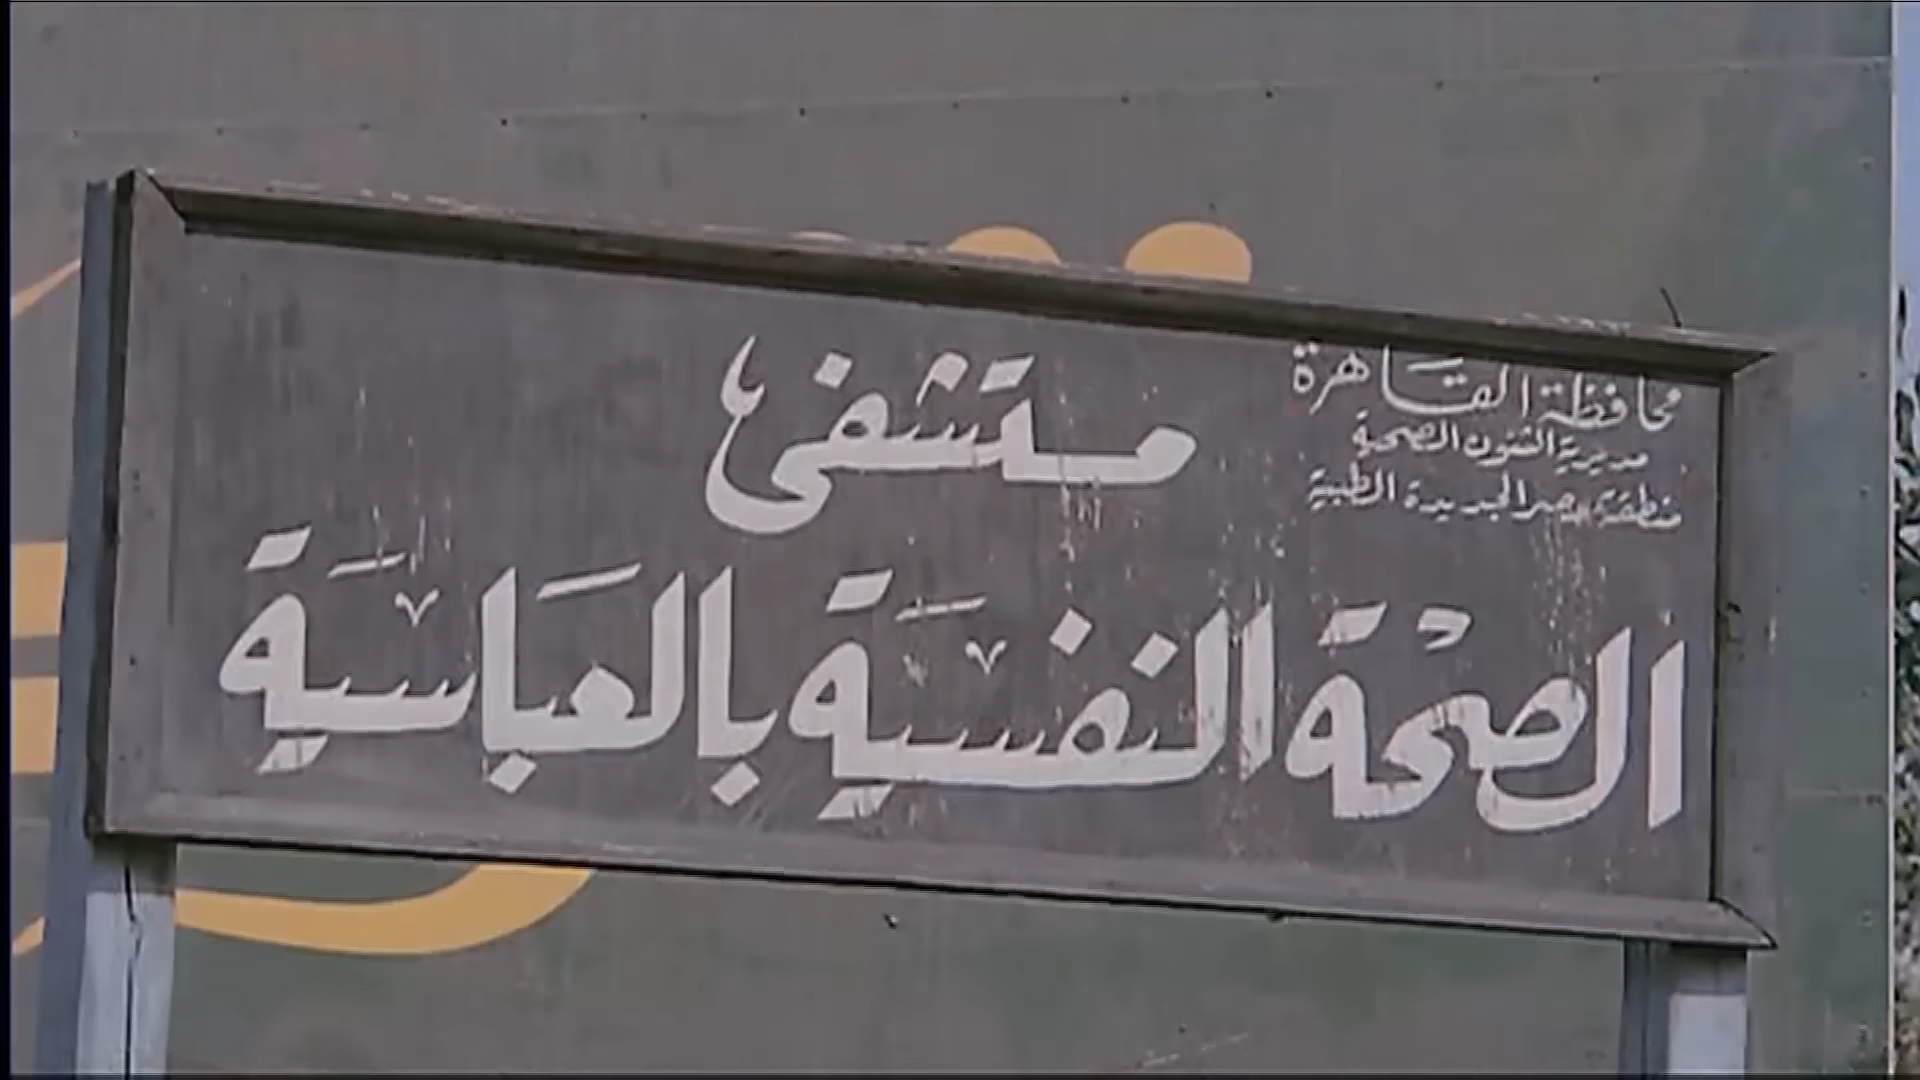 محافظة القاهرة
مديرية الشئون الصحية
منطقة مصر الجديدة الطبية
مستشفى
الصحة النفسية بالعباسية